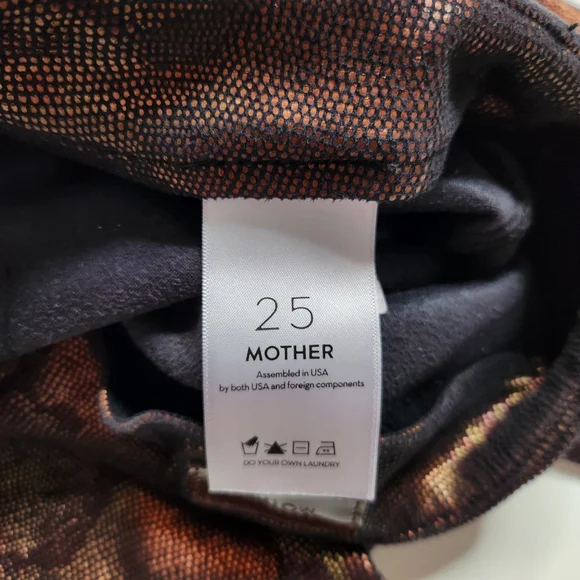 25
MOTHER
Assembled in USA
by both USA and foreign components
DO YOUR OWN LAUNDRY